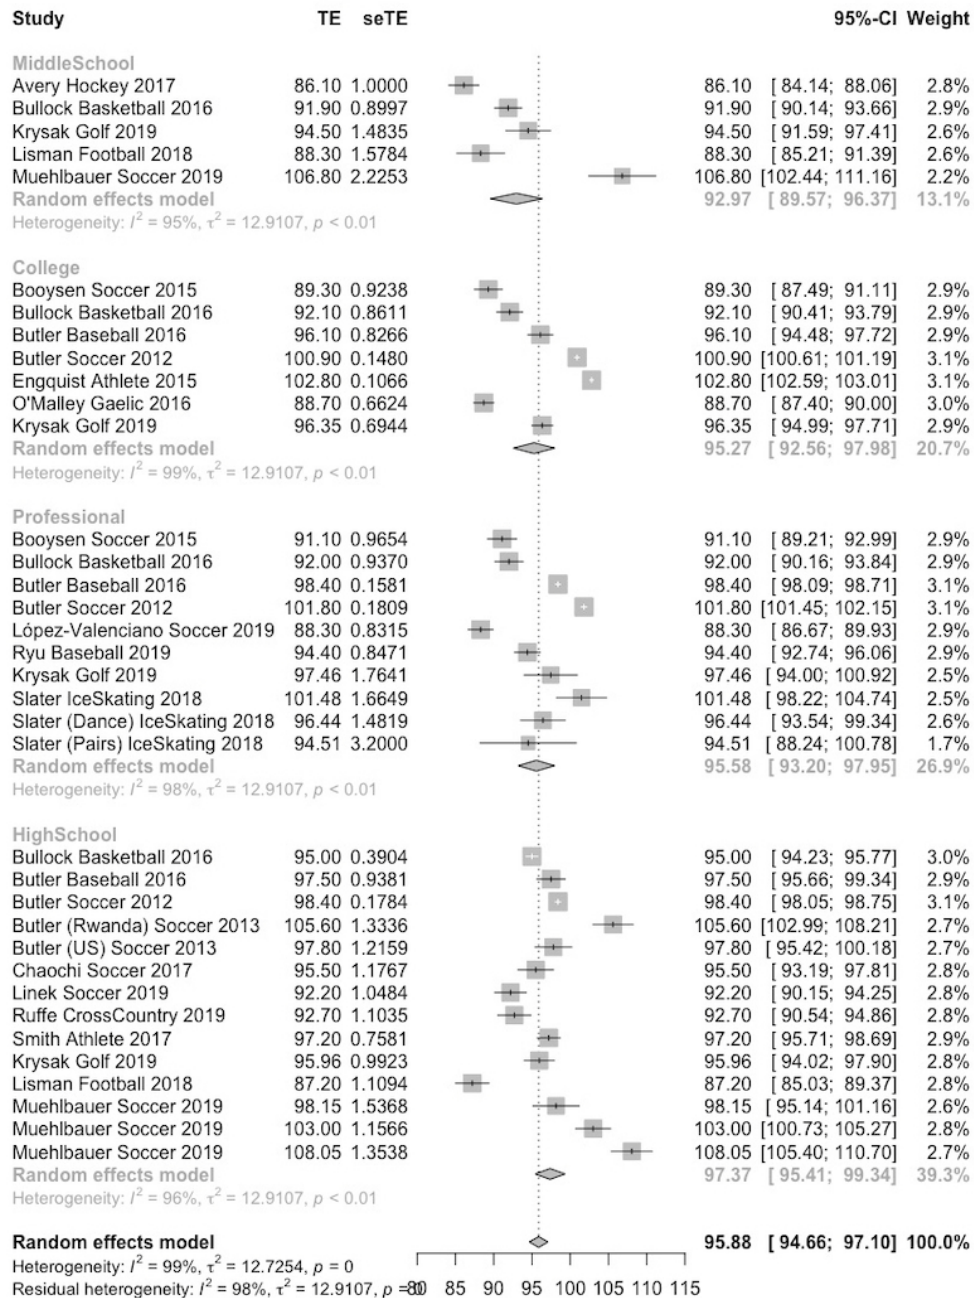 Study TE seTE 95%-CI Weight
MiddleSchool
Avery Hockey 2017 86.10 1.0000 86.10 [ 84.14; 88.06] 2.8%
Bullock Basketball 2016 91.90 0.8997 91.90 [ 90.14; 93.66] 2.9%
Krysak Golf 2019 94.50 1.4835 94.50 [ 91.59; 97.41] 2.6%
Lisman Football 2018 88.30 1.5784 88.30 [ 85.21; 91.39] 2.6%
Muehlbauer Soccer 2019 106.80 2.2253 106.80 [102.44; 111.16] 2.2%
Random effects model 92.97 [ 89.57; 96.37] 13.1%
Heterogeneity: I² = 95%, τ² = 12.9107, p < 0.01
College
Booysen Soccer 2015 89.30 0.9238 89.30 [ 87.49; 91.11] 2.9%
Bullock Basketball 2016 92.10 0.8611 92.10 [ 90.41; 93.79] 2.9%
Butler Baseball 2016 96.10 0.8266 96.10 [ 94.48; 97.72] 2.9%
Butler Soccer 2012 100.90 0.1480 100.90 [100.61; 101.19] 3.1%
Engquist Athlete 2015 102.80 0.1066 102.80 [102.59; 103.01] 3.1%
O'Malley Gaelic 2016 88.70 0.6624 88.70 [ 87.40; 90.00] 3.0%
Krysak Golf 2019 96.35 0.6944 96.35 [ 94.99; 97.71] 2.9%
Random effects model 95.27 [ 92.56; 97.98] 20.7%
Heterogeneity: I² = 99%, τ² = 12.9107, p < 0.01
Professional
Booysen Soccer 2015 91.10 0.9654 91.10 [ 89.21; 92.99] 2.9%
Bullock Basketball 2016 92.00 0.9370 92.00 [ 90.16; 93.84] 2.9%
Butler Baseball 2016 98.40 0.1581 98.40 [ 98.09; 98.71] 3.1%
Butler Soccer 2012 101.80 0.1809 101.80 [101.45; 102.15] 3.1%
López-Valenciano Soccer 2019 88.30 0.8315 88.30 [ 86.67; 89.93] 2.9%
Ryu Baseball 2019 94.40 0.8471 94.40 [ 92.74; 96.06] 2.9%
Krysak Golf 2019 97.46 1.7641 97.46 [ 94.00; 100.92] 2.5%
Slater IceSkating 2018 101.48 1.6649 101.48 [ 98.22; 104.74] 2.5%
Slater (Dance) IceSkating 2018 96.44 1.4819 96.44 [ 93.54; 99.34] 2.6%
Slater (Pairs) IceSkating 2018 94.51 3.2000 94.51 [ 88.24; 100.78] 1.7%
Random effects model 95.58 [ 93.20; 97.95] 26.9%
Heterogeneity: I² = 98%, τ² = 12.9107, p < 0.01
HighSchool
Bullock Basketball 2016 95.00 0.3904 95.00 [ 94.23; 95.77] 3.0%
Butler Baseball 2016 97.50 0.9381 97.50 [ 95.66; 99.34] 2.9%
Butler Soccer 2012 98.40 0.1784 98.40 [ 98.05; 98.75] 3.1%
Butler (Rwanda) Soccer 2013 105.60 1.3336 105.60 [102.99; 108.21] 2.7%
Butler (US) Soccer 2013 97.80 1.2159 97.80 [ 95.42; 100.18] 2.7%
Chaochi Soccer 2017 95.50 1.1767 95.50 [ 93.19; 97.81] 2.8%
Linek Soccer 2019 92.20 1.0484 92.20 [ 90.15; 94.25] 2.8%
Ruffe CrossCountry 2019 92.70 1.1035 92.70 [ 90.54; 94.86] 2.8%
Smith Athlete 2017 97.20 0.7581 97.20 [ 95.71; 98.69] 2.9%
Krysak Golf 2019 95.96 0.9923 95.96 [ 94.02; 97.90] 2.8%
Lisman Football 2018 87.20 1.1094 87.20 [ 85.03; 89.37] 2.8%
Muehlbauer Soccer 2019 98.15 1.5368 98.15 [ 95.14; 101.16] 2.6%
Muehlbauer Soccer 2019 103.00 1.1566 103.00 [100.73; 105.27] 2.8%
Muehlbauer Soccer 2019 108.05 1.3538 108.05 [105.40; 110.70] 2.7%
Random effects model 97.37 [ 95.41; 99.34] 39.3%
Heterogeneity: I² = 96%, τ² = 12.9107, p < 0.01
Random effects model 95.88 [ 94.66; 97.10] 100.0%
Heterogeneity: I² = 99%, τ² = 12.7254, p = 0
Residual heterogeneity: I² = 98%, τ² = 12.9107, p = 0
80 85 90 95 100 105 110 115